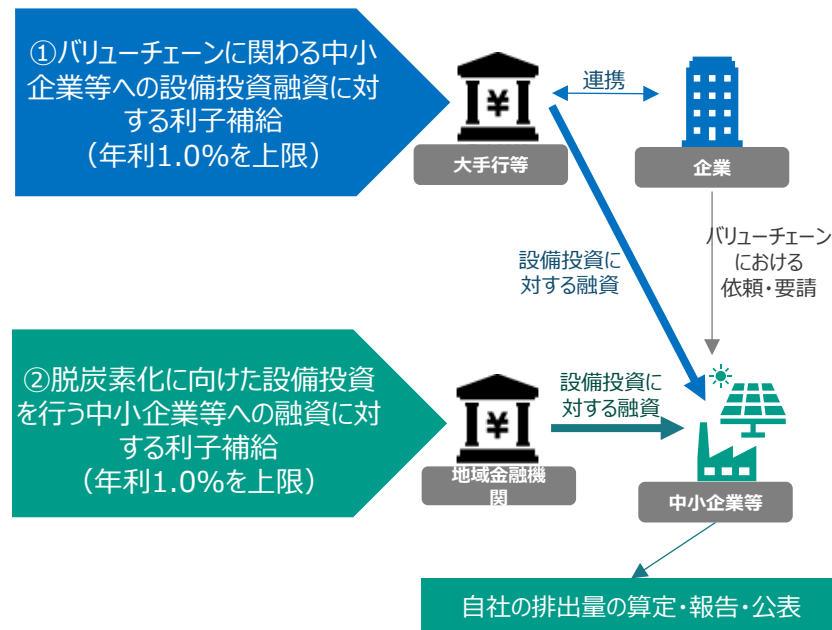 ①バリューチェーンに関わる中小
企業等への設備投資融資に対
する利子補給
（年利1.0％を上限）
¥
大手行等
連携
企業
設備投資に
対する融資
バリューチェーン
における
依頼・要請
②脱炭素化に向けた設備投資
を行う中小企業等への融資に対
する利子補給
（年利1.0％を上限）
¥
地域金融機
関
設備投資に
対する融資
中小企業等
自社の排出量の算定・報告・公表